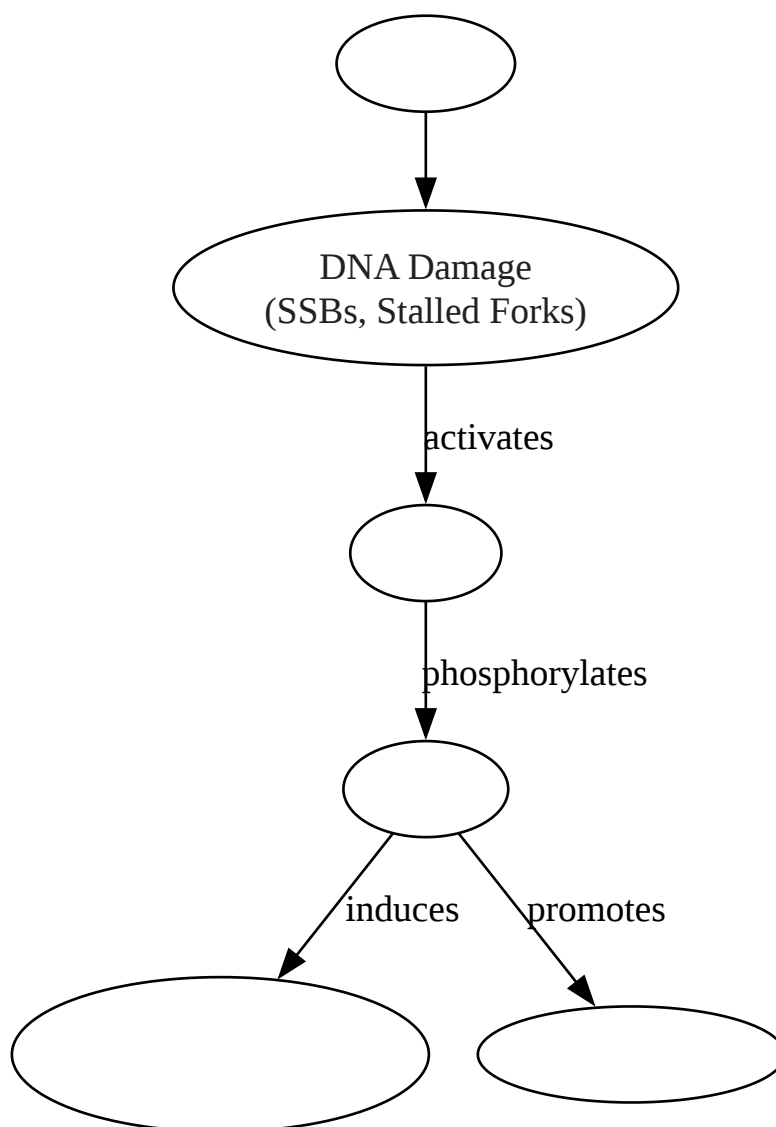 DNA Damage
(SSBs, Stalled Forks)
activates
phosphorylates
induces
promotes